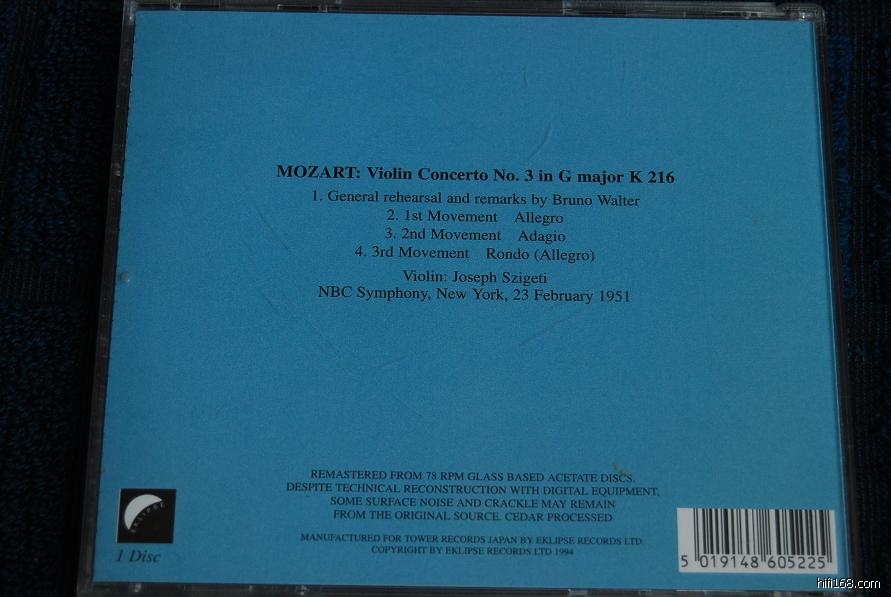 MOZART: Violin Concerto No. 3 in G major K 216
1. General rehearsal and remarks by Bruno Walter
2. 1st Movement Allegro
3. 2nd Movement Adagio
4. 3rd Movement Rondo (Allegro)
Violin: Joseph Szigeti
NBC Symphony, New York, 23 February 1951
REMASTERED FROM 78 RPM GLASS BASED ACETATE DISCS.
DESPITE TECHNICAL RECONSTRUCTION WITH DIGITAL EQUIPMENT,
SOME SURFACE NOISE AND CRACKLE MAY REMAIN
FROM THE ORIGINAL SOURCE. CEDAR PROCESSED
MANUFACTURED FOR TOWER RECORDS JAPAN BY EKLIPSE RECORDS LTD.
COPYRIGHT BY EKLIPSE RECORDS LTD 1994
EKLIPSE
1 Disc
5 019148 605225
hifi168.com